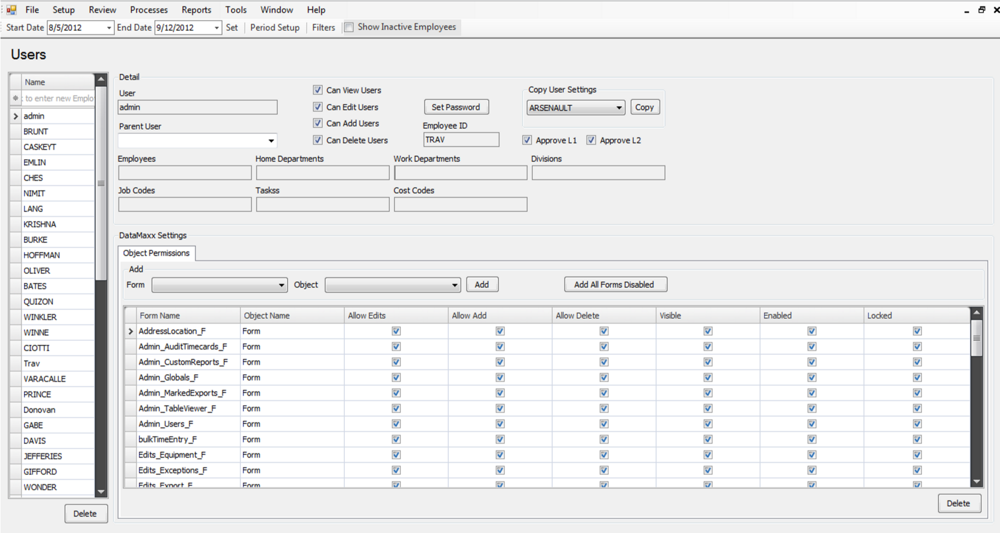 File Setup Review Processes Reports Tools Window Help
Start Date 8/5/2012 End Date 9/12/2012 Set Period Setup Filters Show Inactive Employees
Users
Name
: to enter new Emplo
admin
BRUNT
CASKEYT
EMLIN
CHES
NIMIT
LANG
KRISHNA
BURKE
HOFFMAN
OLIVER
BATES
QUIZON
WINKLER
WINNE
CIOTTI
Trav
VARACALLE
PRINCE
Donovan
GABE
DAVIS
JEFFERIES
GIFFORD
WONDER
Delete
Detail
User
admin
Parent User
Can View Users
Can Edit Users
Can Add Users
Can Delete Users
Set Password
Employee ID
TRAV
Copy User Settings
ARSENAULT Copy
Approve L1 Approve L2
Employees Home Departments Work Departments Divisions
Job Codes Taskss Cost Codes
DataMaxx Settings
Object Permissions
Add
Form Object Add Add All Forms Disabled
Form Name Object Name Allow Edits Allow Add Allow Delete Visible Enabled Locked
AddressLocation_F Form
Admin_AuditTimecards_F Form
Admin_CustomReports_F Form
Admin_Globals_F Form
Admin_MarkedExports_F Form
Admin_TableViewer_F Form
Admin_Users_F Form
bulkTimeEntry_F Form
Edits_Equipment_F Form
Edits_Exceptions_F Form
Edits_Export_F Form
Delete